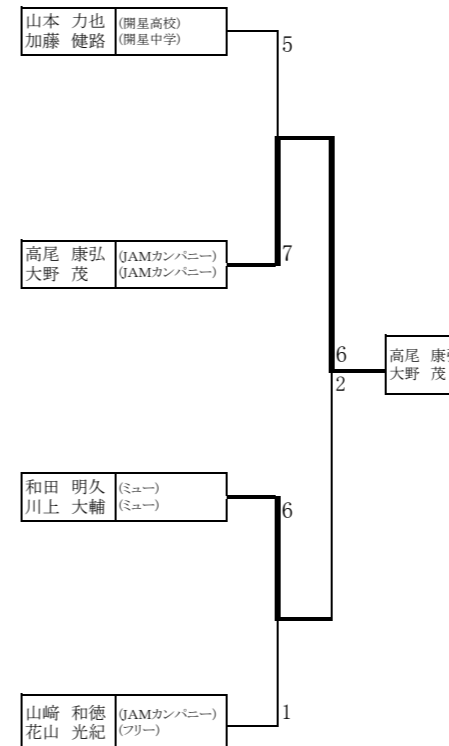 山本 力也 (開星高校)
加藤 健路 (開星中学)
5
高尾 康弘 (JAMカンパニー)
大野 茂 (JAMカンパニー)
7
6
2
高尾 康弘
大野 茂
和田 明久 (ミュー)
川上 大輔 (ミュー)
6
山﨑 和徳 (JAMカンパニー)
花山 光紀 (フリー)
1